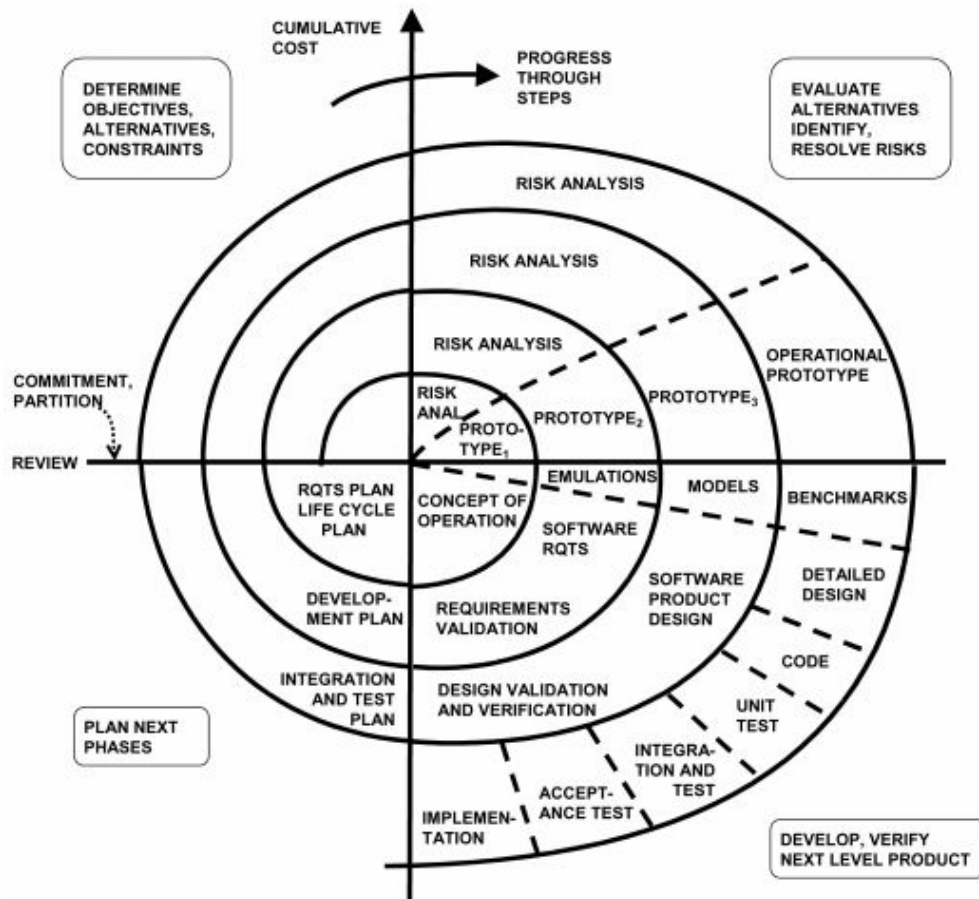 CUMULATIVE
COST
PROGRESS
THROUGH
STEPS
DETERMINE
OBJECTIVES,
ALTERNATIVES,
CONSTRAINTS
EVALUATE
ALTERNATIVES
IDENTIFY,
RESOLVE RISKS
RISK ANALYSIS
RISK ANALYSIS
RISK ANALYSIS
RISK
ANAL.
PROTO-
TYPE1
PROTOTYPE2
PROTOTYPE3
OPERATIONAL
PROTOTYPE
COMMITMENT,
PARTITION
REVIEW
EMULATIONS
MODELS
BENCHMARKS
RQTS PLAN
LIFE CYCLE
PLAN
CONCEPT OF
OPERATION
SOFTWARE
RQTS
SOFTWARE
PRODUCT
DESIGN
DETAILED
DESIGN
DEVELOP-
MENT PLAN
REQUIREMENTS
VALIDATION
CODE
INTEGRATION
AND TEST
PLAN
DESIGN VALIDATION
AND VERIFICATION
UNIT
TEST
PLAN NEXT
PHASES
INTEGRA-
TION AND
TEST
ACCEPT-
ANCE TEST
IMPLEMEN-
TATION
DEVELOP, VERIFY
NEXT LEVEL PRODUCT